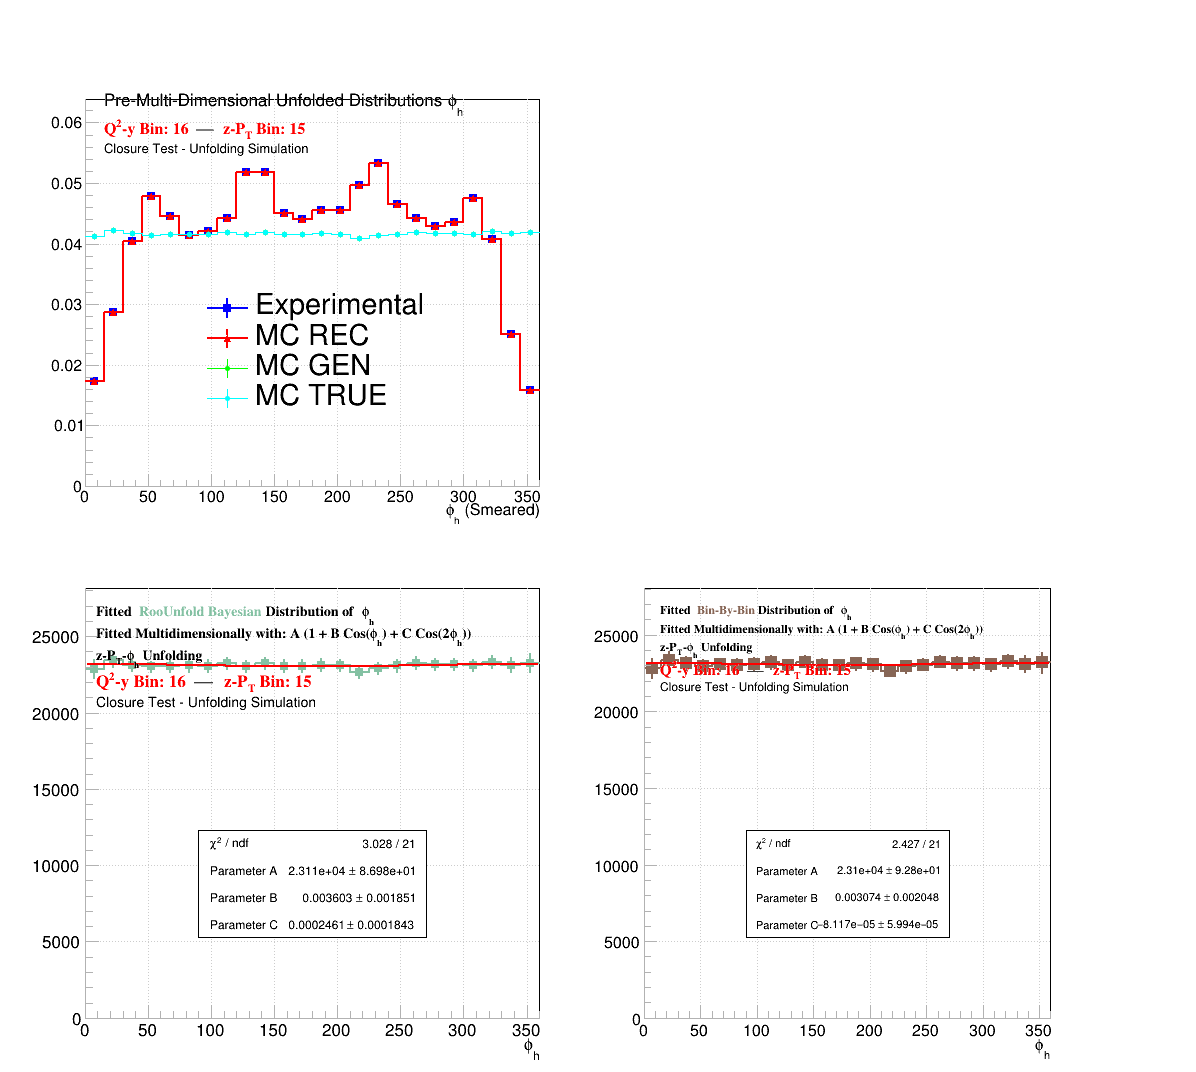 Pre-Multi-Dimensional Unfolded Distributions ϕh
Q²-y Bin: 16 — z-PT Bin: 15
Closure Test - Unfolding Simulation
0.06
0.05
0.04
0.03
0.02
0.01
0
Experimental
MC REC
MC GEN
MC TRUE
0 50 100 150 200 250 300 350
ϕh (Smeared)
Fitted RooUnfold Bayesian Distribution of ϕh
Fitted Multidimensionally with: A (1 + B Cos(ϕh) + C Cos(2ϕh))
z-PT-ϕh Unfolding
Q²-y Bin: 16 — z-PT Bin: 15
Closure Test - Unfolding Simulation
25000
20000
15000
10000
5000
0
χ² / ndf 3.028 / 21
Parameter A 2.311e+04 ± 8.698e+01
Parameter B 0.003603 ± 0.001851
Parameter C 0.0002461 ± 0.0001843
0 50 100 150 200 250 300 350
ϕh
Fitted Bin-By-Bin Distribution of ϕh
Fitted Multidimensionally with: A (1 + B Cos(ϕh) + C Cos(2ϕh))
z-PT-ϕh Unfolding
Q²-y Bin: 16 — z-PT Bin: 15
Closure Test - Unfolding Simulation
25000
20000
15000
10000
5000
0
χ² / ndf 2.427 / 21
Parameter A 2.31e+04 ± 9.28e+01
Parameter B 0.003074 ± 0.002048
Parameter C −8.117e−05 ± 5.994e−05
0 50 100 150 200 250 300 350
ϕh